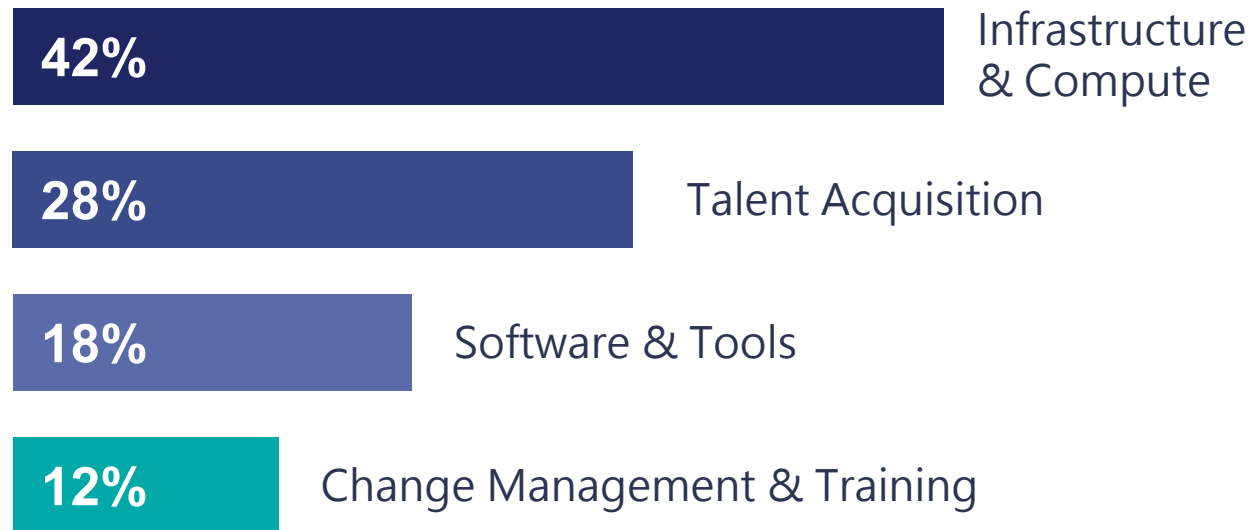 42%
Infrastructure
& Compute
28%
Talent Acquisition
18%
Software & Tools
12%
Change Management & Training